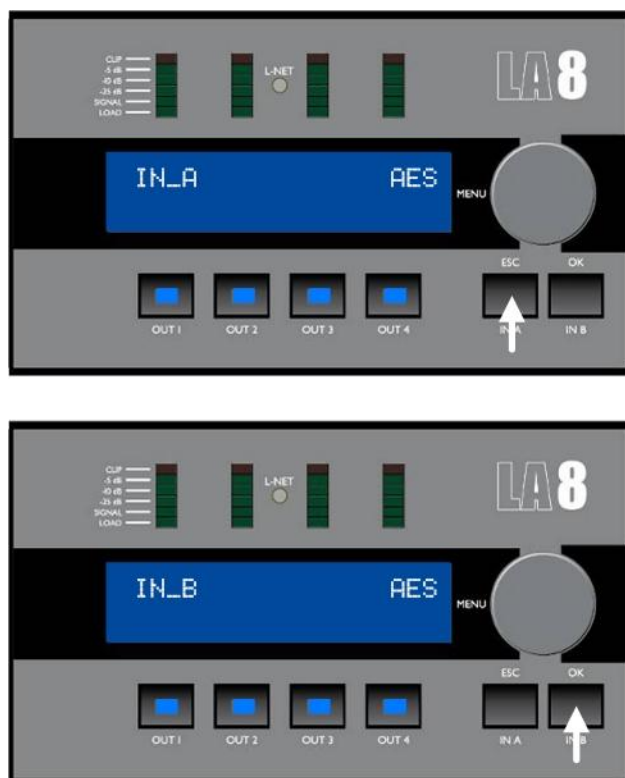 CLIP
-5 dB
-10 dB
-25 dB
SIGNAL
LOAD
L-NET
LA8
IN_A AES
MENU
ESC OK
OUT 1 OUT 2 OUT 3 OUT 4 IN A IN B
CLIP
-5 dB
-10 dB
-25 dB
SIGNAL
LOAD
L-NET
LA8
IN_B AES
MENU
ESC OK
OUT 1 OUT 2 OUT 3 OUT 4 IN A IN B